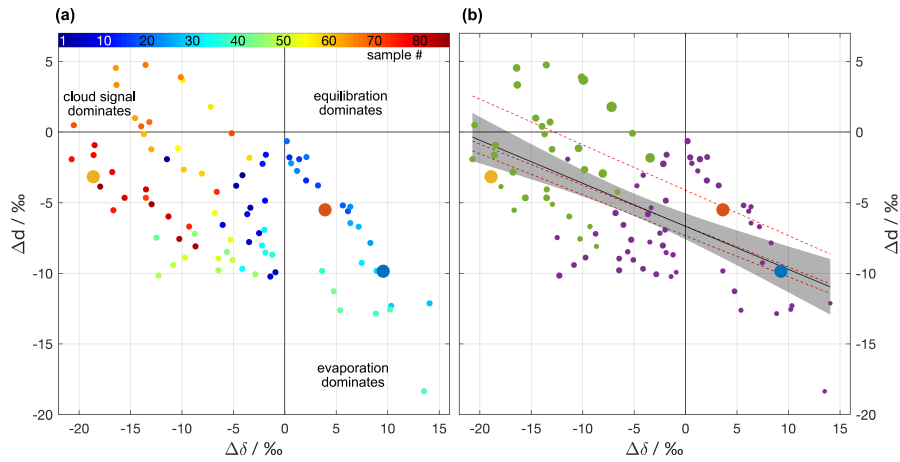 (a)
(b)
1 10 20 30 40 50 60 70 80
sample #
cloud signal
dominates
equilibration
dominates
evaporation
dominates
5
0
-5
-10
-15
-20
Δd / ‰
-20 -15 -10 -5 0 5 10 15
Δδ / ‰
5
0
-5
-10
-15
-20
Δd / ‰
-20 -15 -10 -5 0 5 10 15
Δδ / ‰